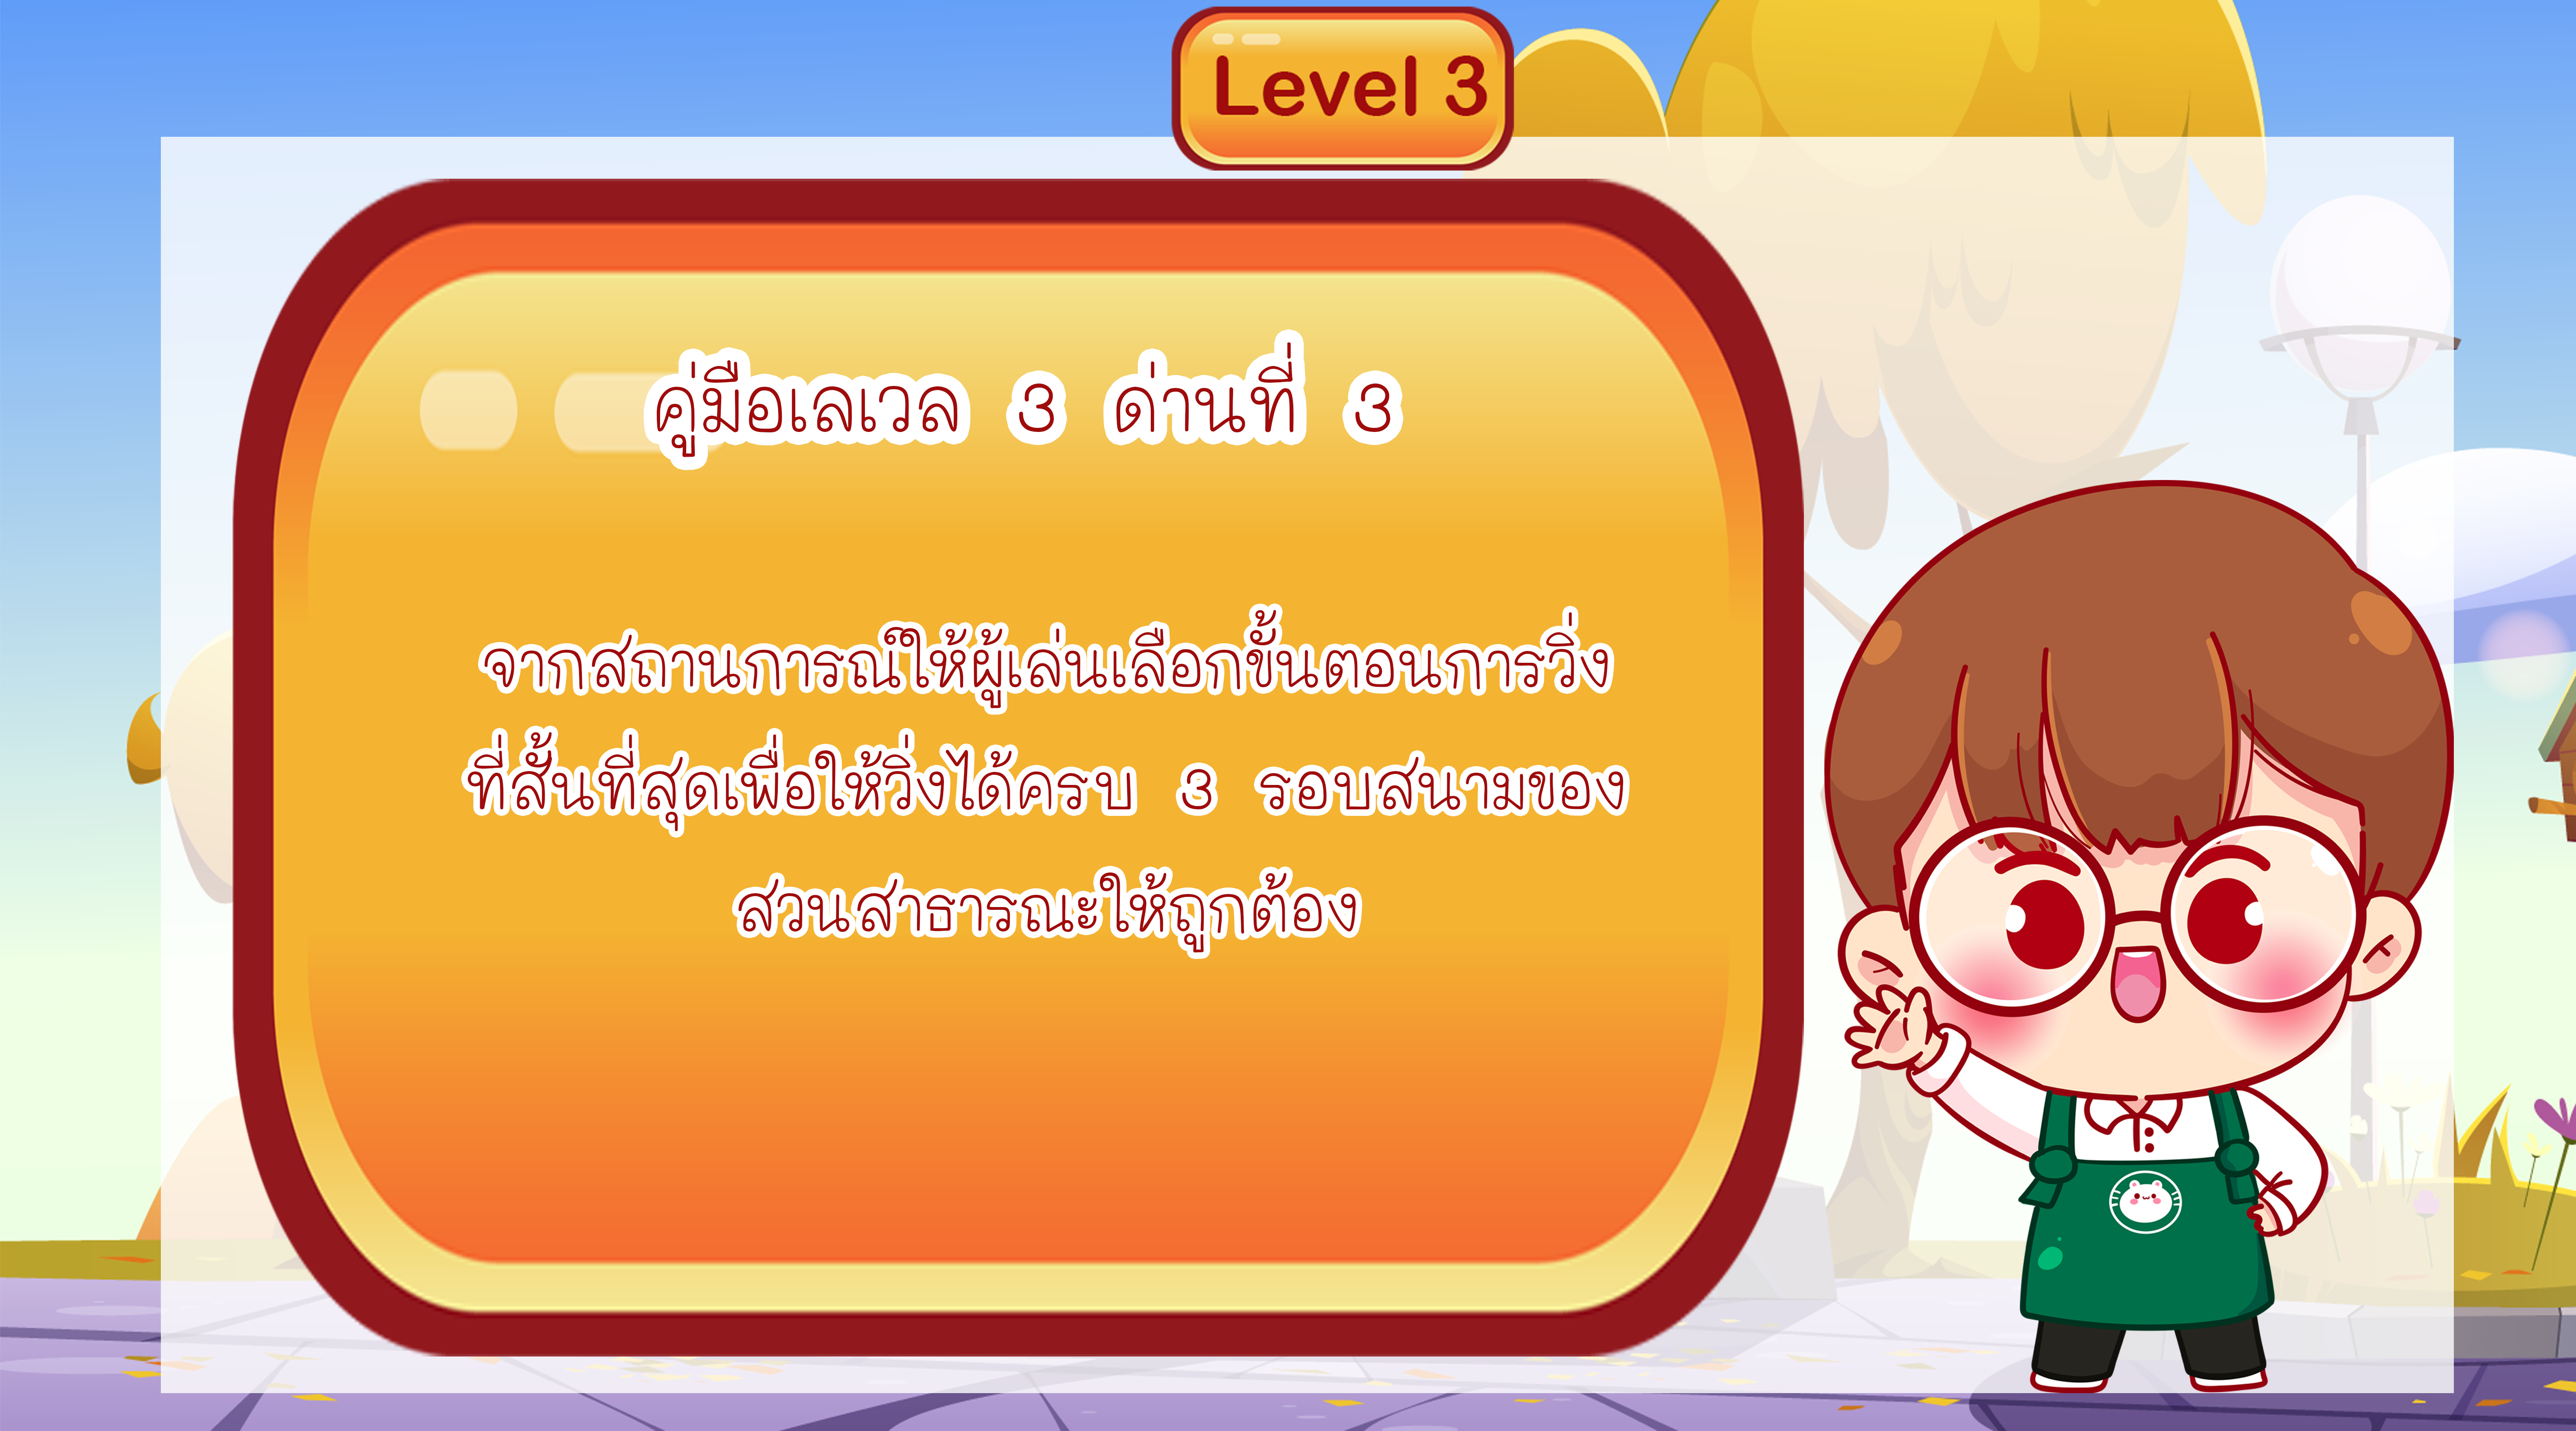 Level 3
คู่มือเลเวล 3 ด่านที่ 3
จากสถานการณ์ให้ผู้เล่นเลือกขั้นตอนการวิ่ง
ที่สั้นที่สุดเพื่อให้วิ่งได้ครบ 3 รอบสนามของ
สวนสาธารณะให้ถูกต้อง